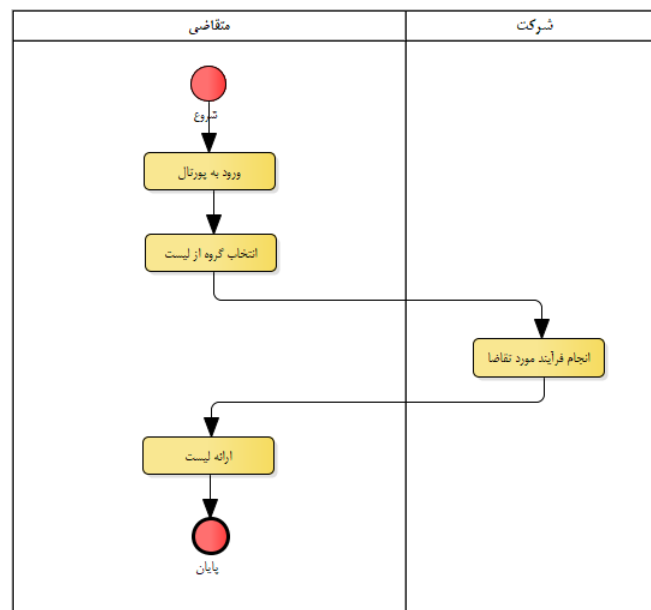 شرکت
متقاضی
شروع
ورود به پورتال
انتخاب گروه از لیست
انجام فرآیند مورد تقاضا
ارائه لیست
پایان